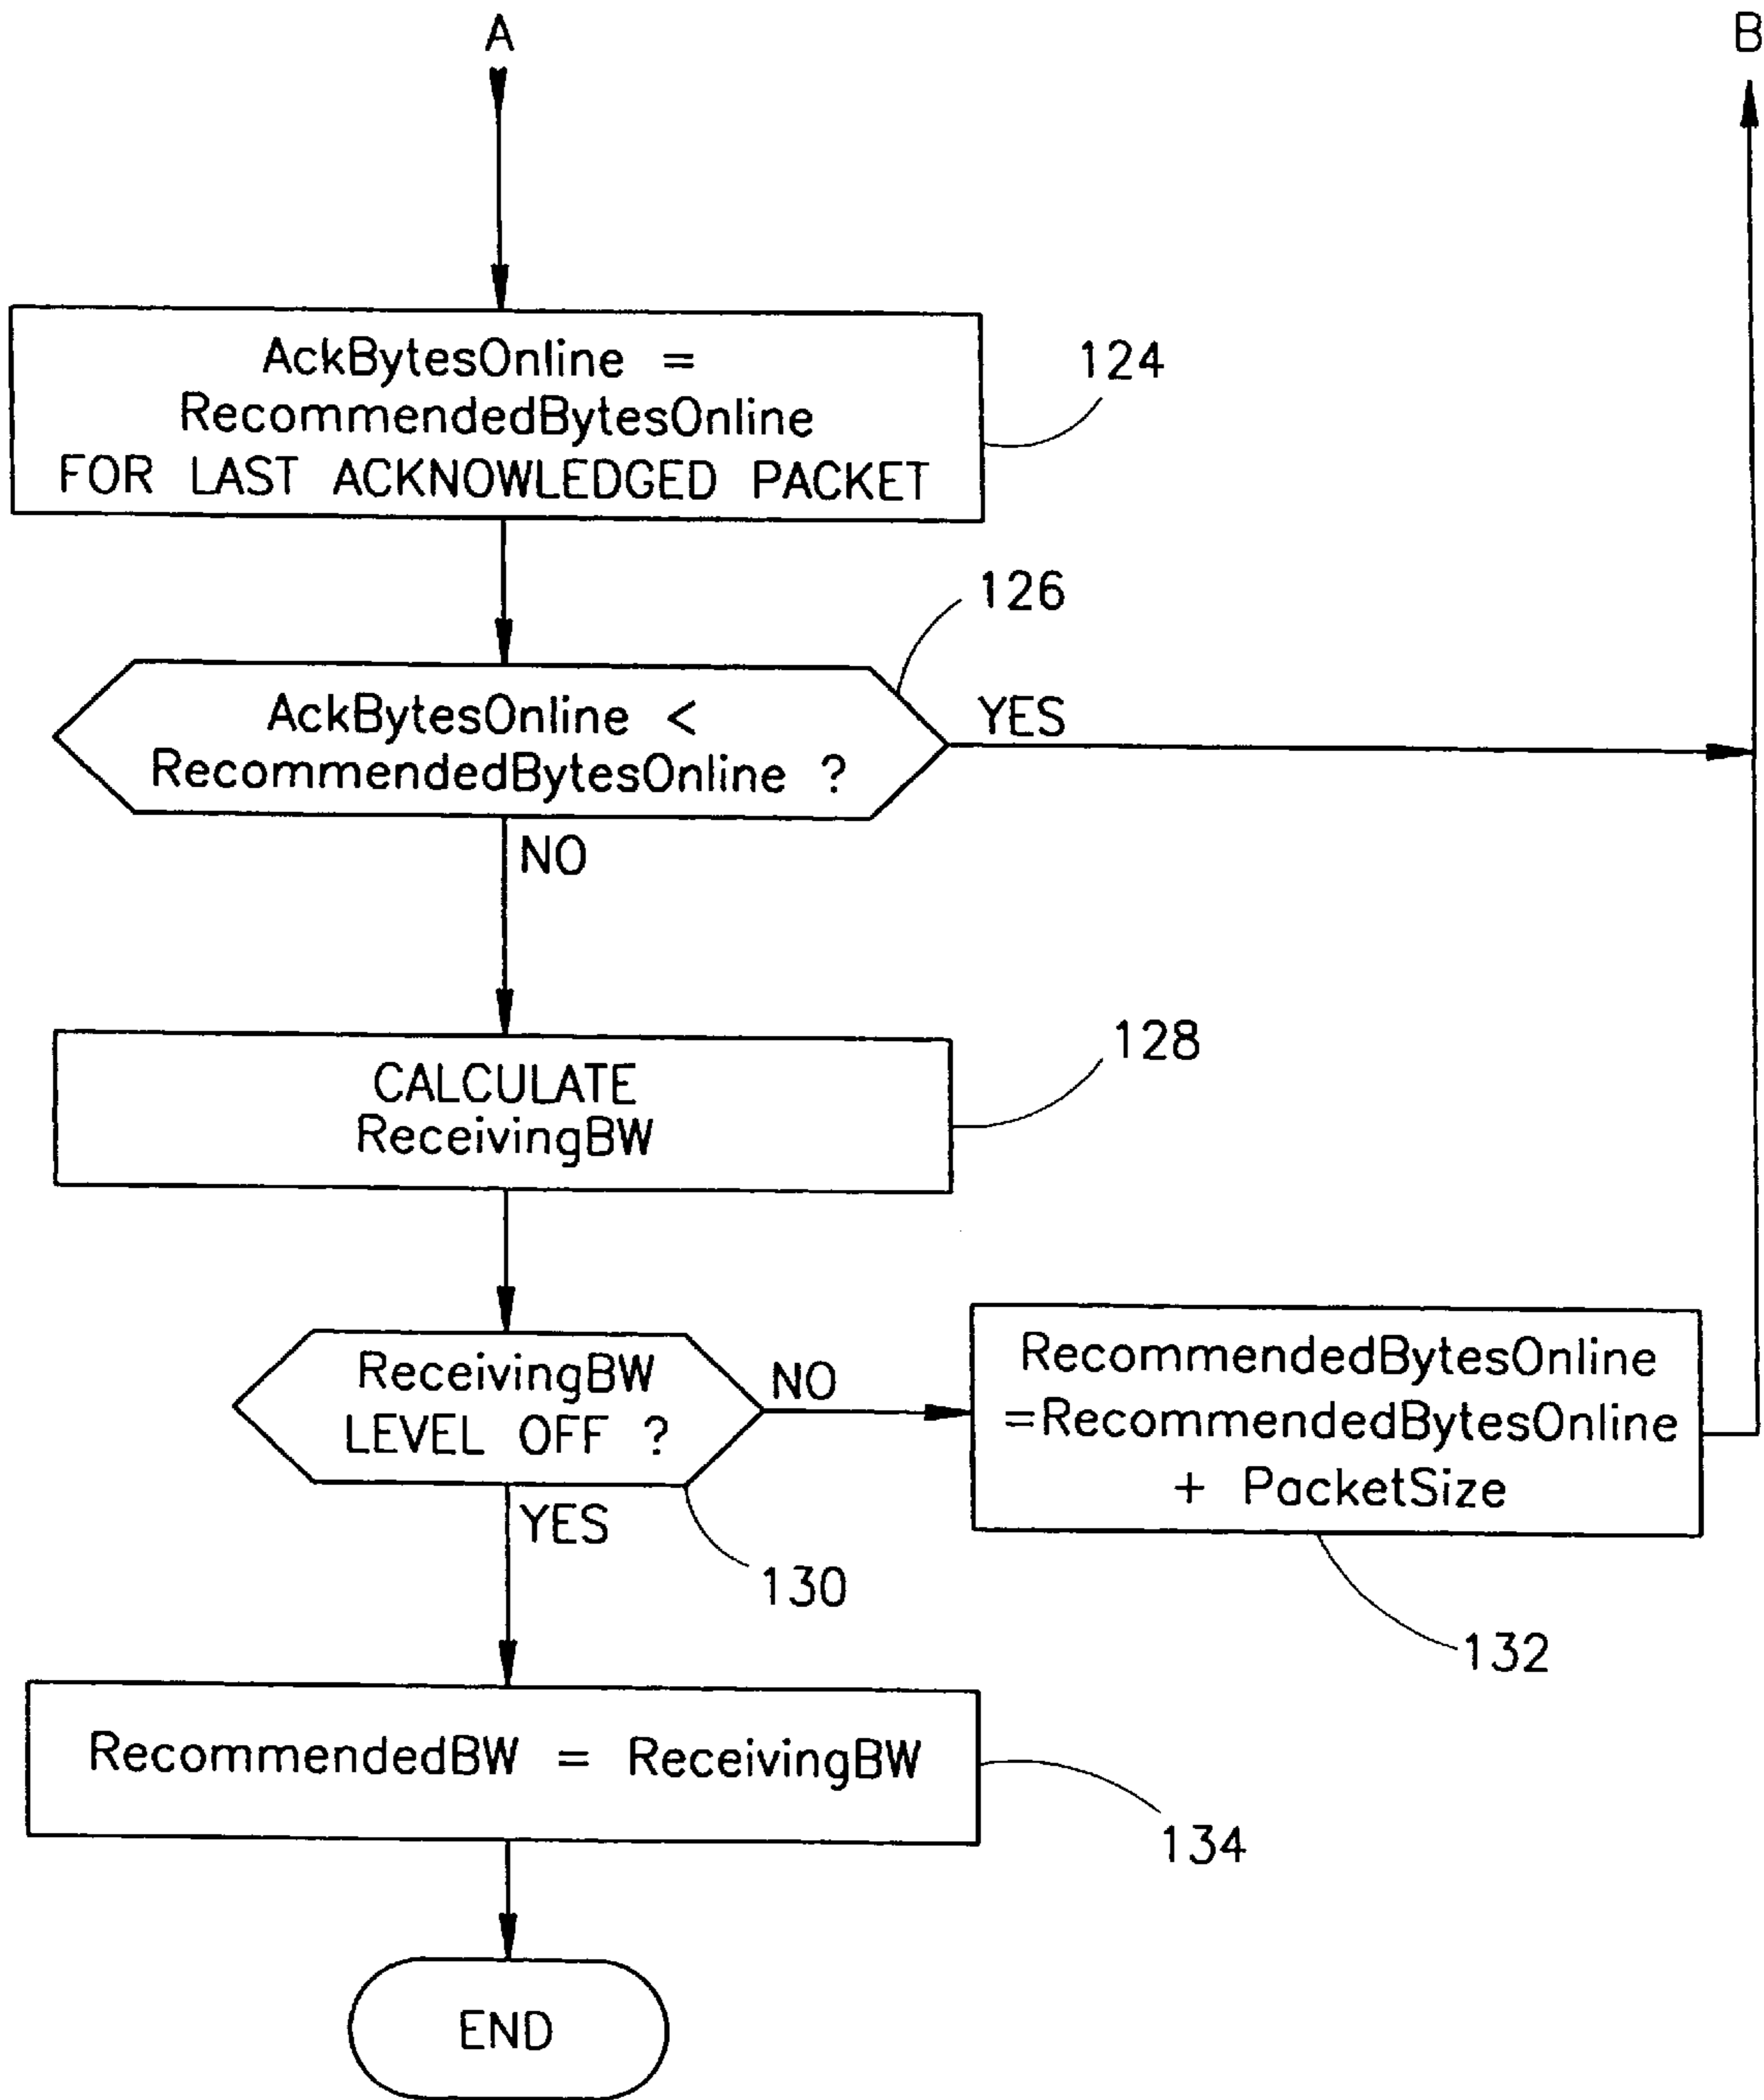 A
B
AckBytesOnline =
RecommendedBytesOnline
FOR LAST ACKNOWLEDGED PACKET
124
126
AckBytesOnline <
RecommendedBytesOnline ?
YES
NO
128
CALCULATE
ReceivingBW
ReceivingBW
LEVEL OFF ?
NO
RecommendedBytesOnline
=RecommendedBytesOnline
+ PacketSize
YES
130
132
RecommendedBW = ReceivingBW
134
END